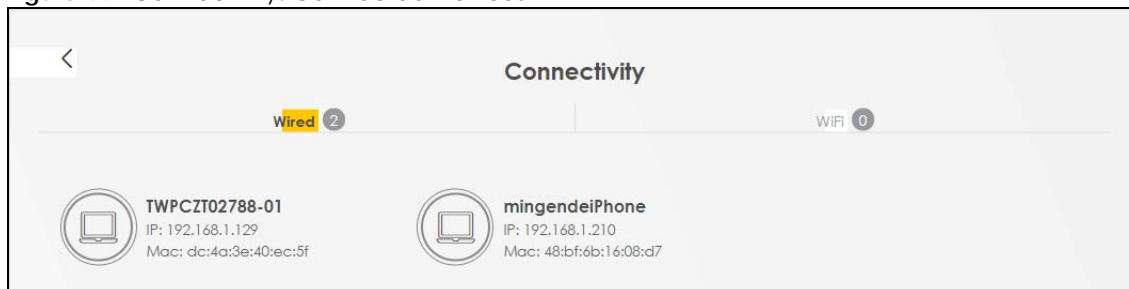 Connectivity
Wired 2
WiFi 0
TWPCZT02788-01
IP: 192.168.1.129
Mac: dc:4a:3e:40:ec:5f
mingendeiPhone
IP: 192.168.1.210
Mac: 48:bf:6b:16:08:d7